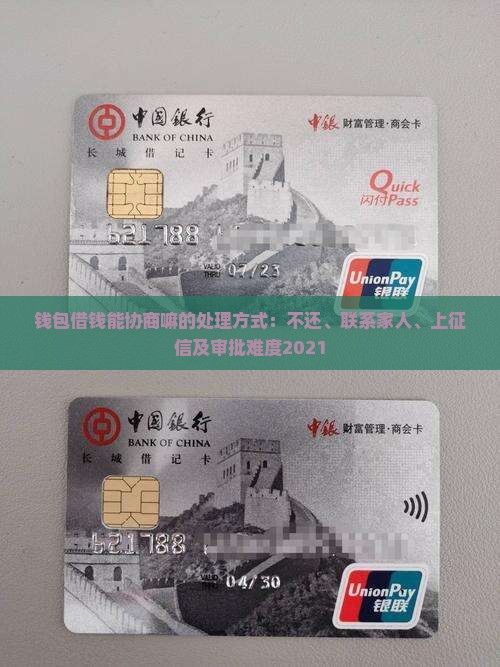 中国银行
BANK OF CHINA
中银 财富管理·商会卡
长城借记卡
Quick
闪付Pass
621788
VALID
THRU 07/23
UnionPay
银联
钱包借钱能协商嘛的处理方式：不还、联系家人、上征
信及审批难度2021
中国银行
BANK OF CHINA
中银 财富管理·商会卡
长城借记卡
621788
04/30
UnionPay
银联